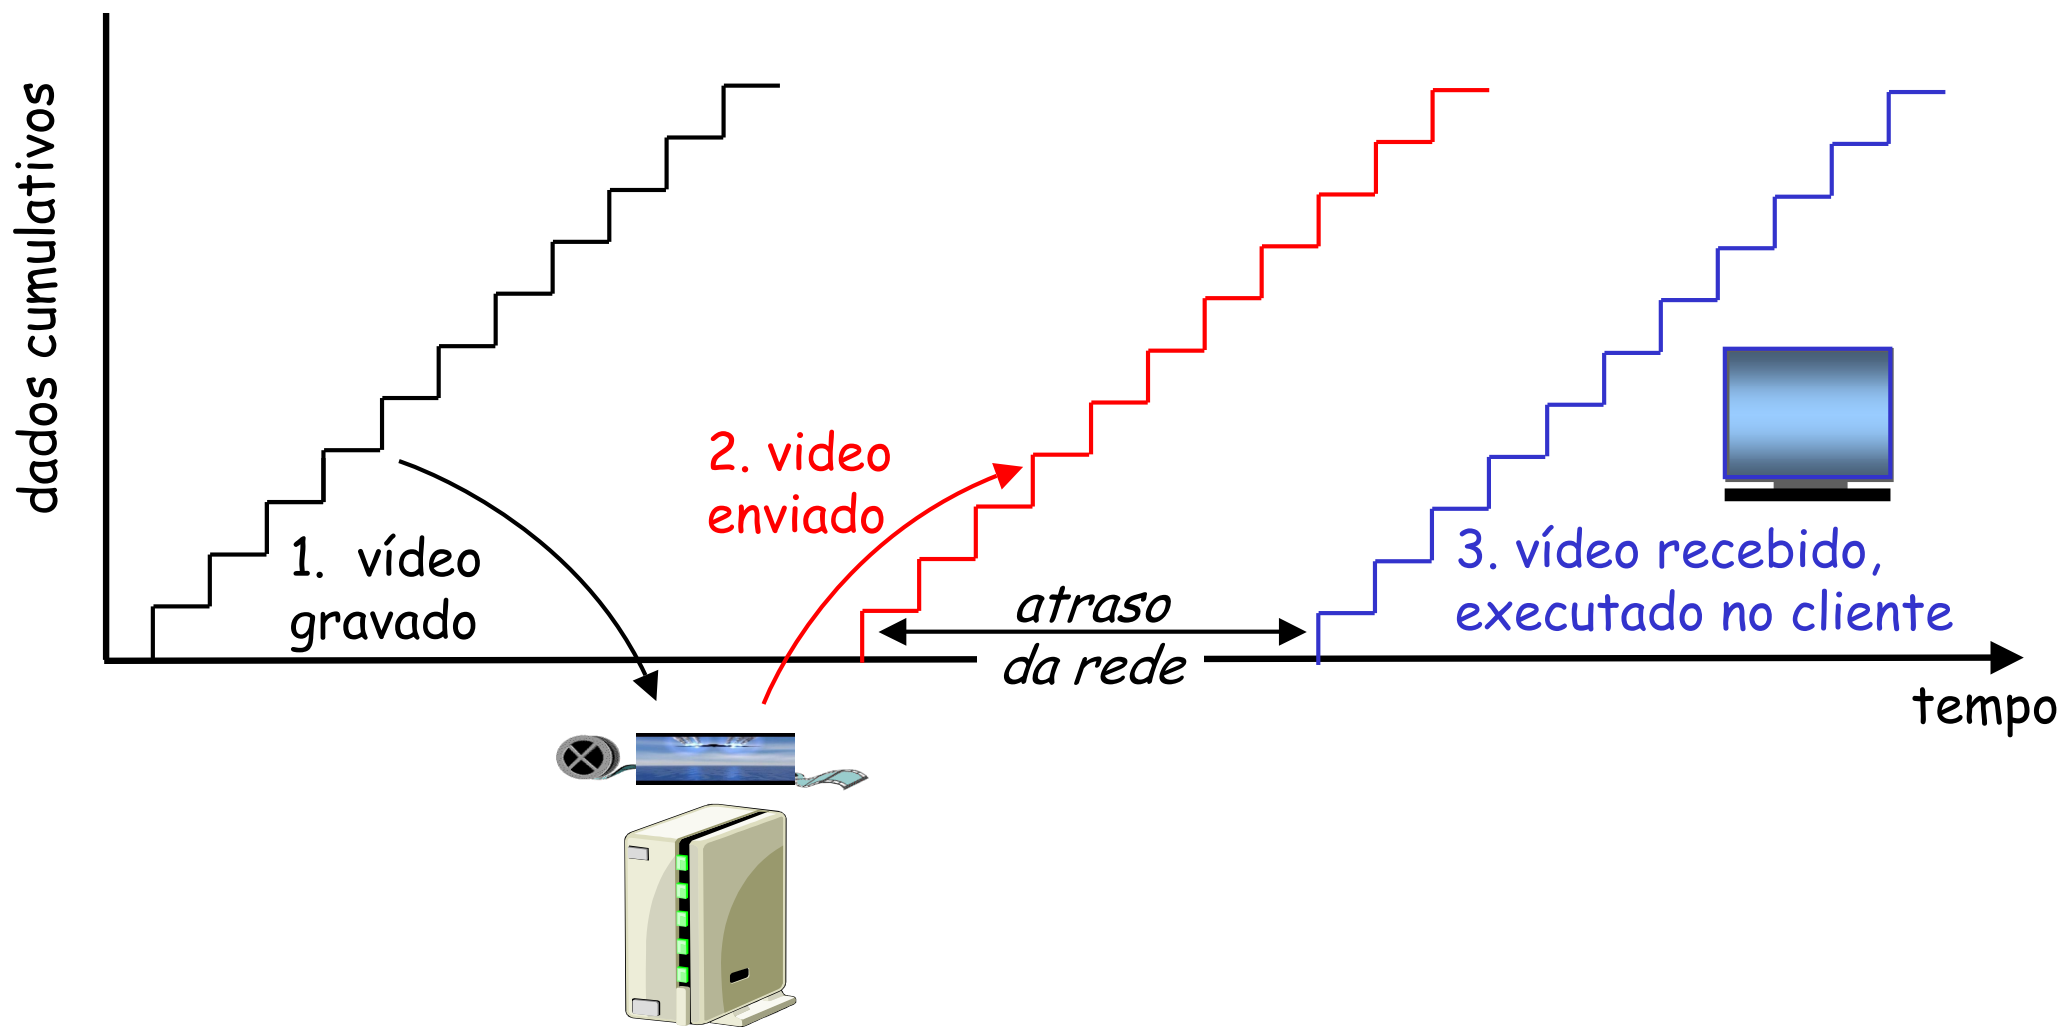 dados cumulativos
1. vídeo
gravado
2. video
enviado
atraso
da rede
3. vídeo recebido,
executado no cliente
tempo